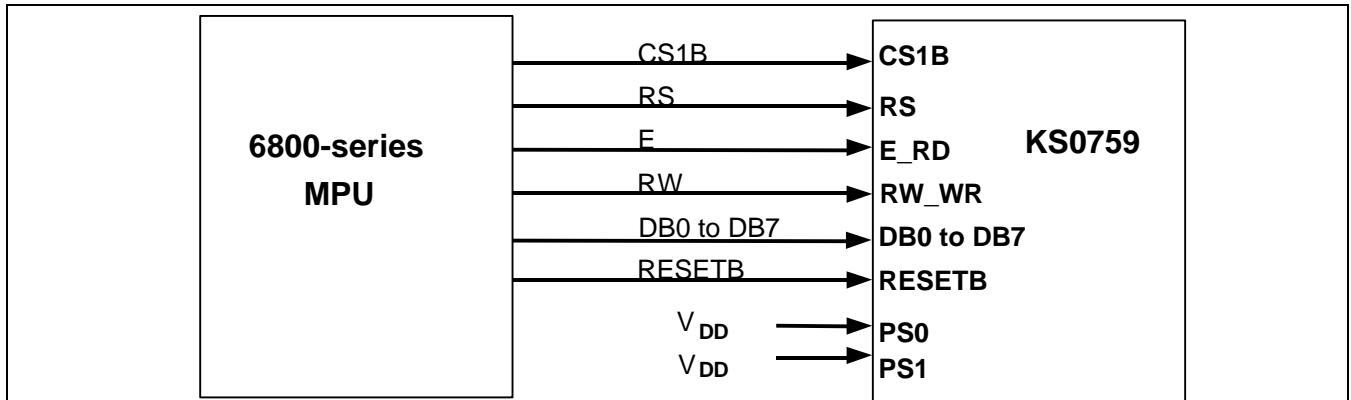 6800-series
MPU
CS1B
RS
E
RW
DB0 to DB7
RESETB
VDD
VDD
CS1B
RS
E_RD
RW_WR
DB0 to DB7
RESETB
PS0
PS1
KS0759